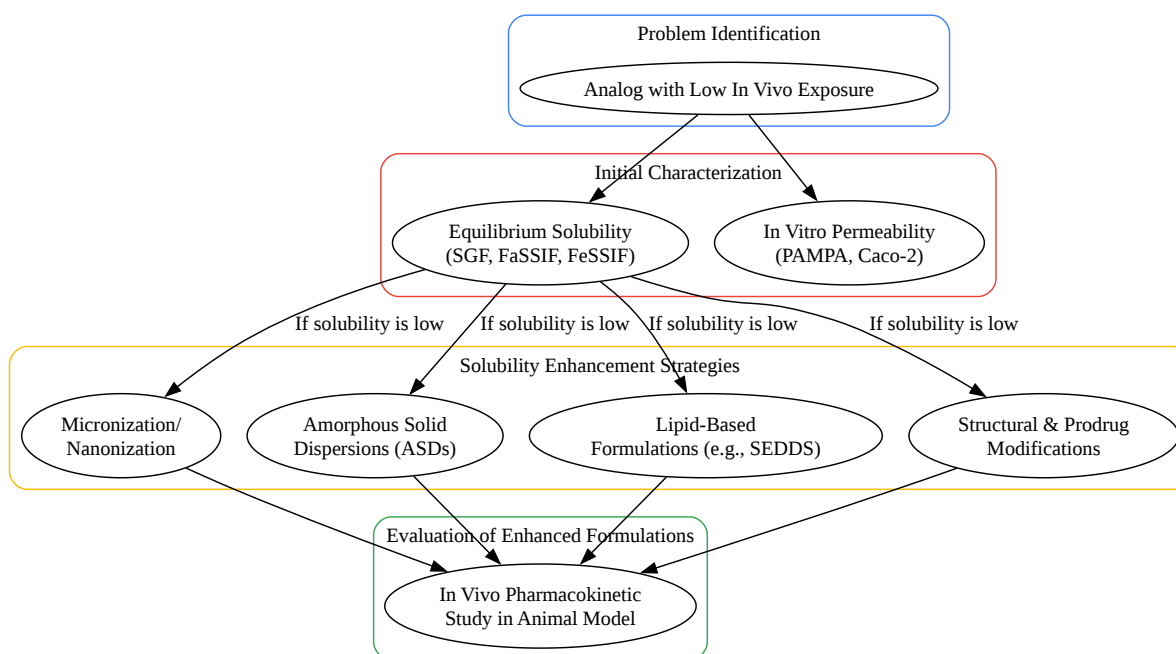 Problem Identification
Analog with Low In Vivo Exposure
Initial Characterization
Equilibrium Solubility
(SGF, FaSSIF, FeSSIF)
In Vitro Permeability
(PAMPA, Caco-2)
If solubility is low
If solubility is low
If solubility is low
If solubility is low
Solubility Enhancement Strategies
Micronization/
Nanonization
Amorphous Solid
Dispersions (ASDs)
Lipid-Based
Formulations (e.g., SEDDS)
Structural & Prodrug
Modifications
Evaluation of Enhanced Formulations
In Vivo Pharmacokinetic
Study in Animal Model